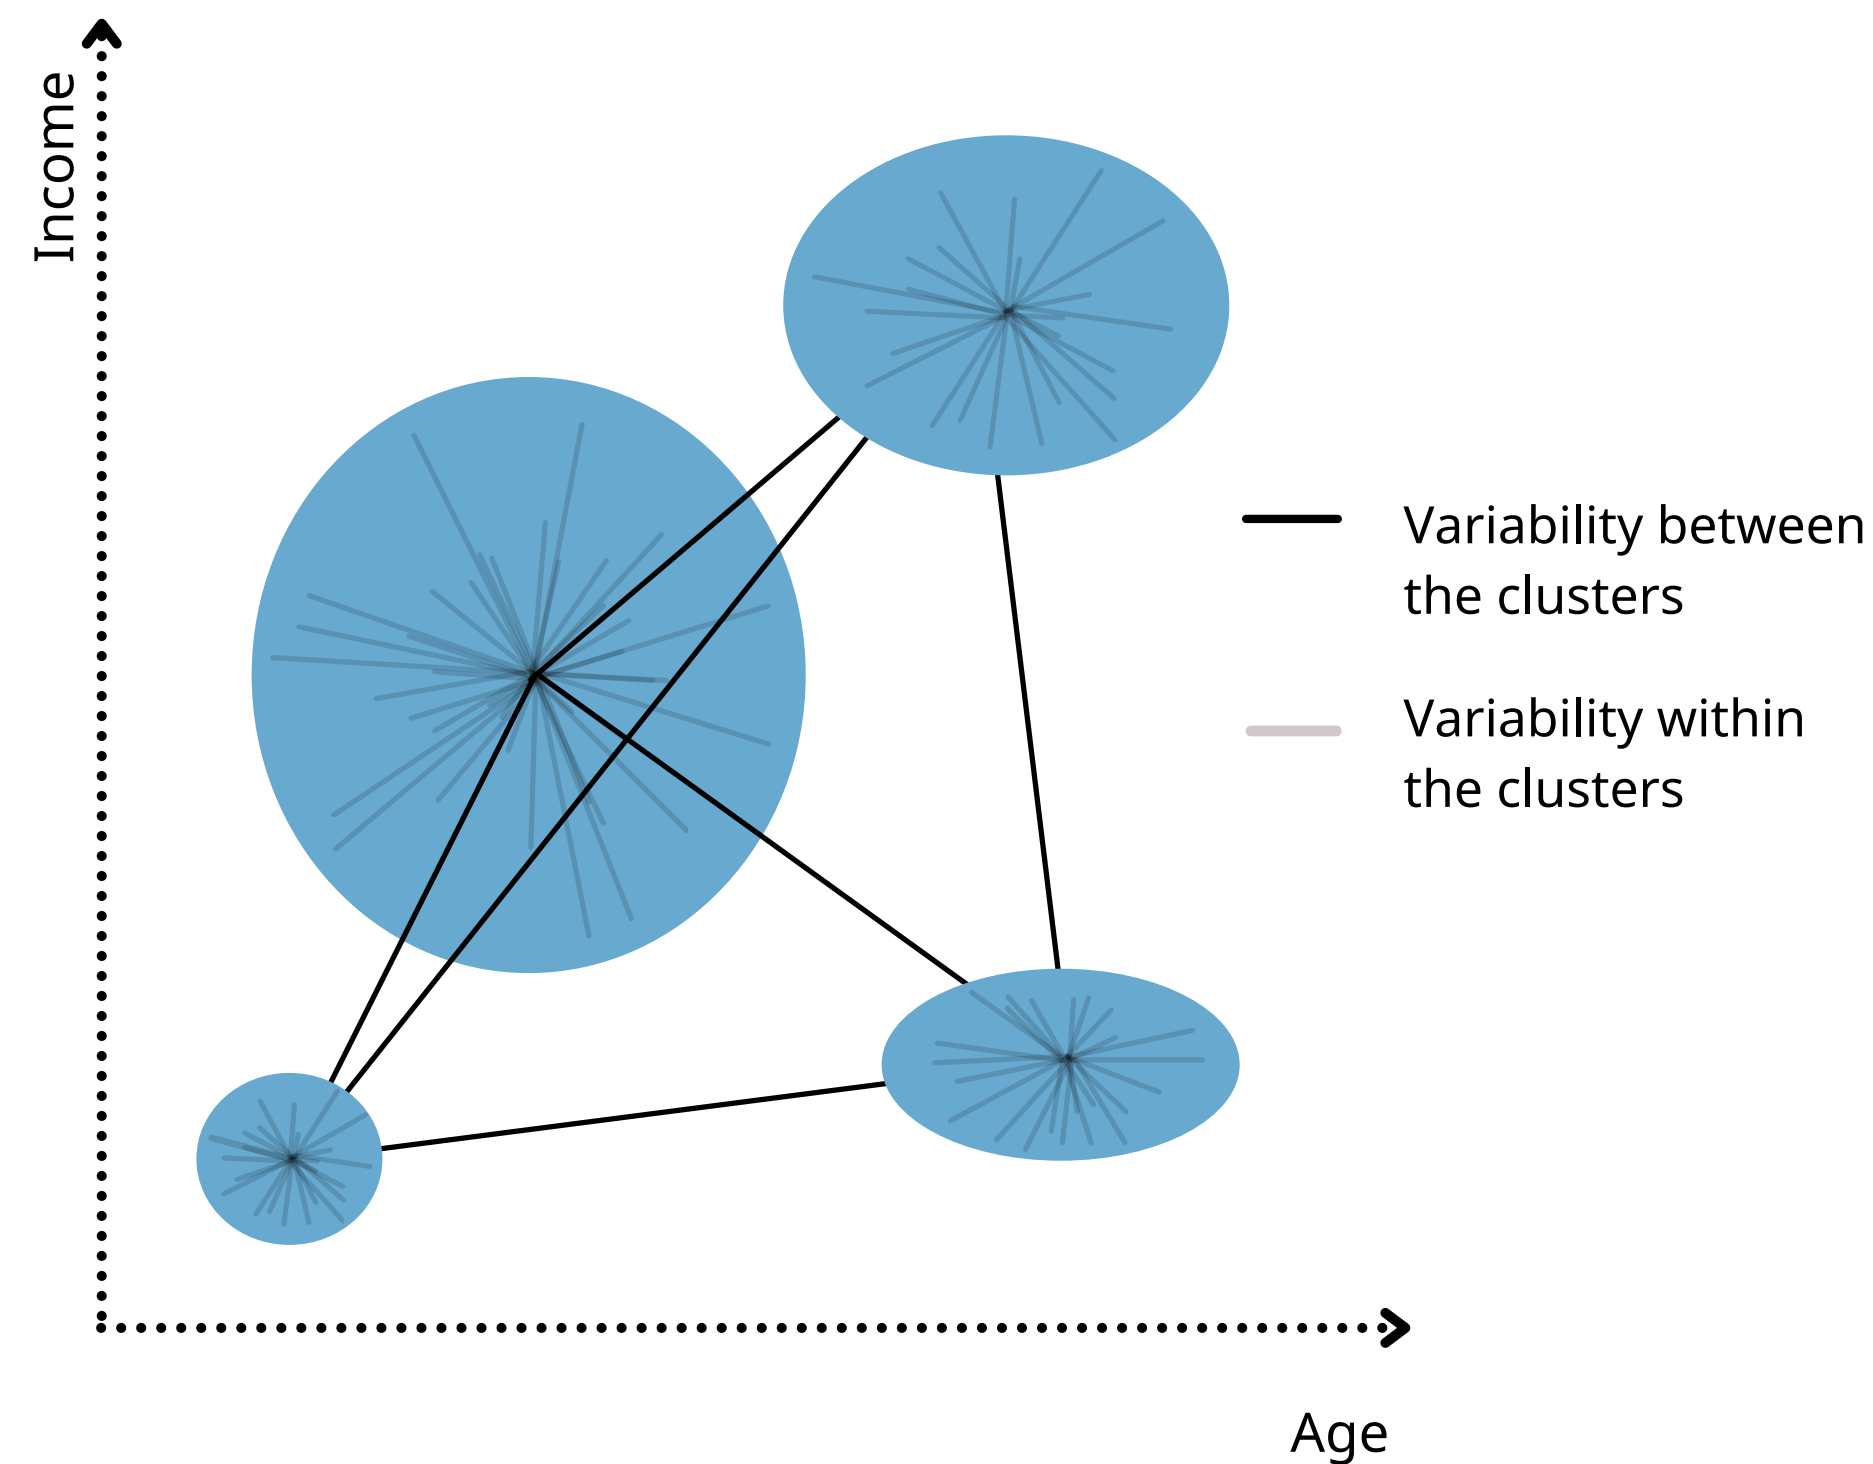 Income
Variability between
the clusters
Variability within
the clusters
Age